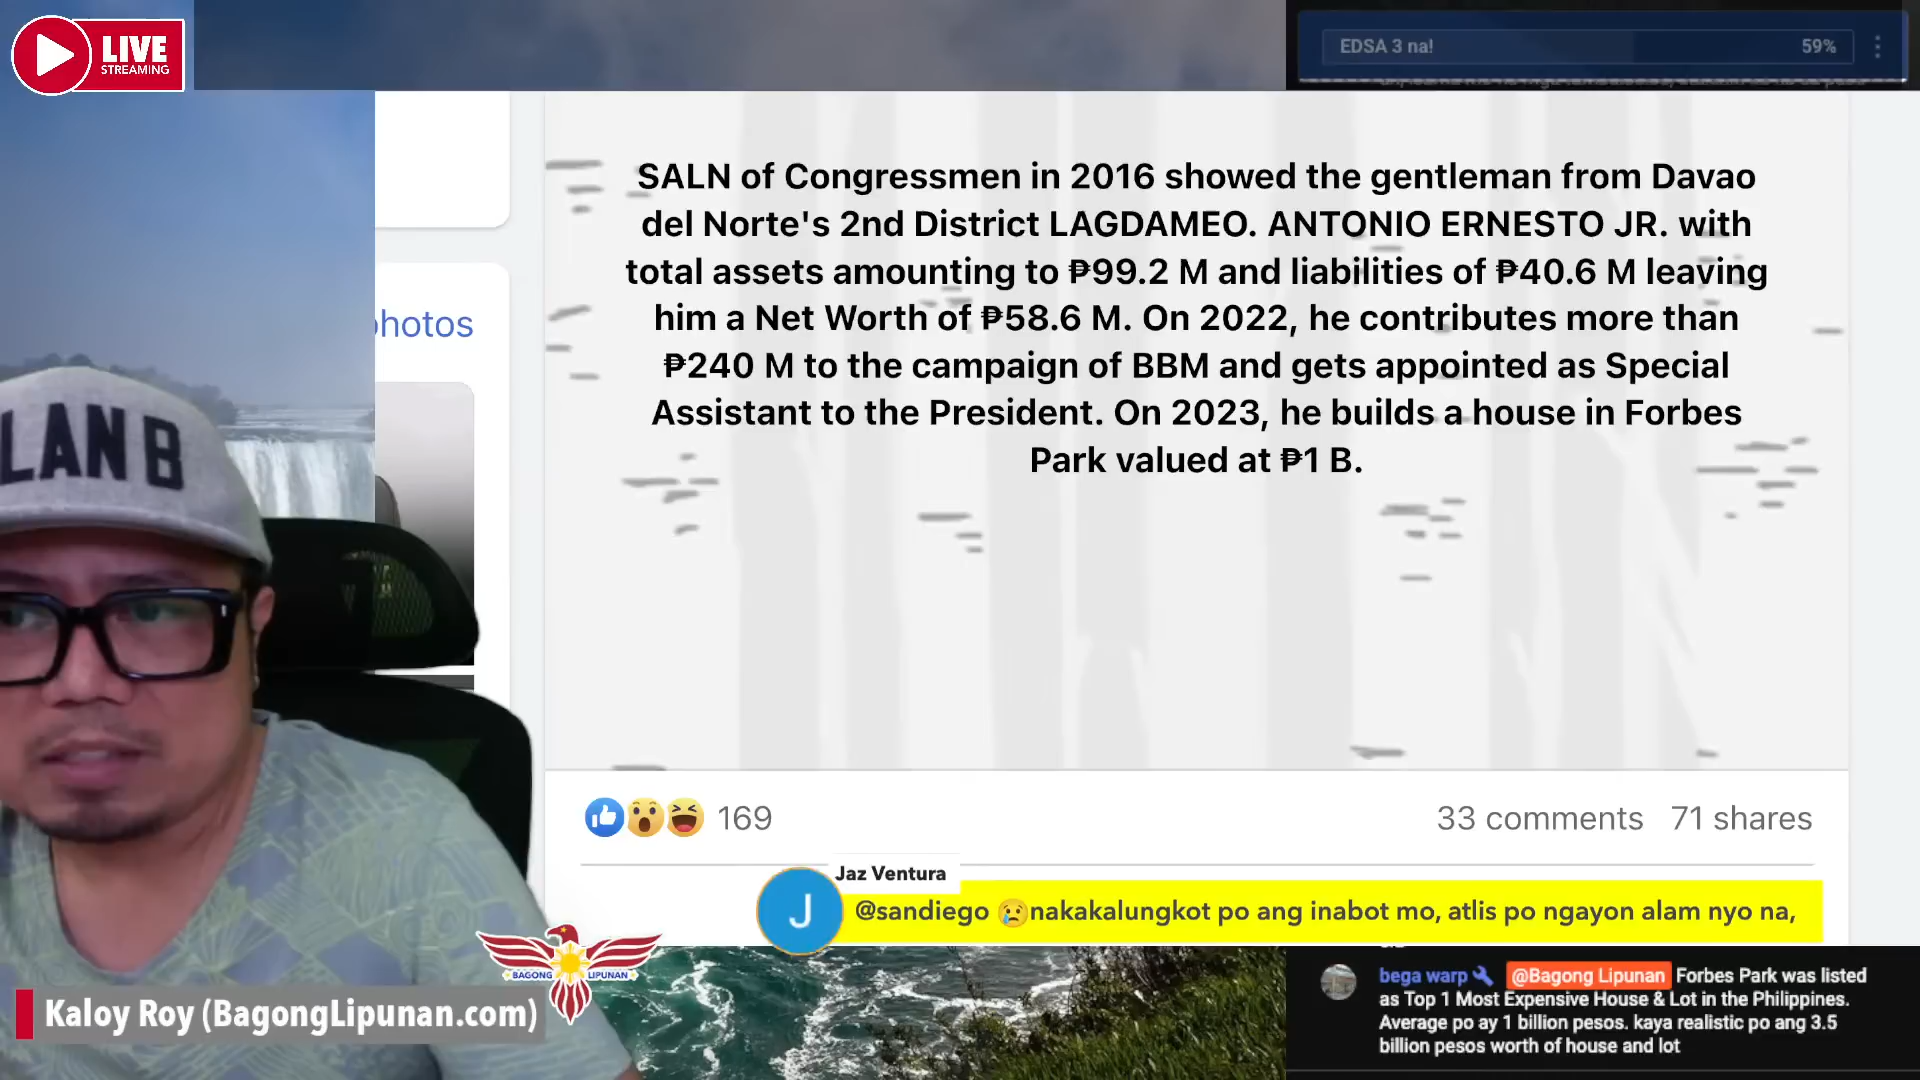 LIVE
STREAMING
EDSA 3 na!
59%
SALN of Congressmen in 2016 showed the gentleman from Davao
del Norte's 2nd District LAGDAMEO. ANTONIO ERNESTO JR. with
total assets amounting to ₱99.2 M and liabilities of ₱40.6 M leaving
him a Net Worth of ₱58.6 M. On 2022, he contributes more than
₱240 M to the campaign of BBM and gets appointed as Special
Assistant to the President. On 2023, he builds a house in Forbes
Park valued at ₱1 B.
photos
LAN B
169
33 comments 71 shares
Jaz Ventura
J
@sandiego 😢nakakalungkot po ang inabot mo, atlis po ngayon alam nyo na,
BAGONG LIPUNAN
Kaloy Roy (BagongLipunan.com)
bega warp @Bagong Lipunan Forbes Park was listed
as Top 1 Most Expensive House & Lot in the Philippines.
Average po ay 1 billion pesos. kaya realistic po ang 3.5
billion pesos worth of house and lot